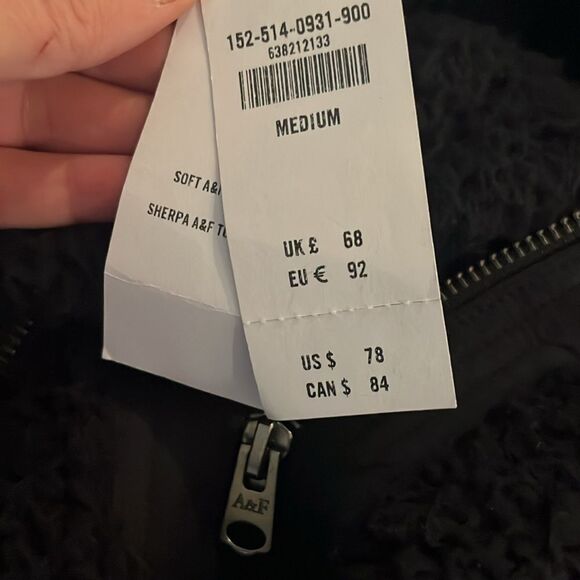 152-514-0931-900
638212133
MEDIUM
SOFT A&F
SHERPA A&F
UK £ 68
EU € 92
US $ 78
CAN $ 84
A&F